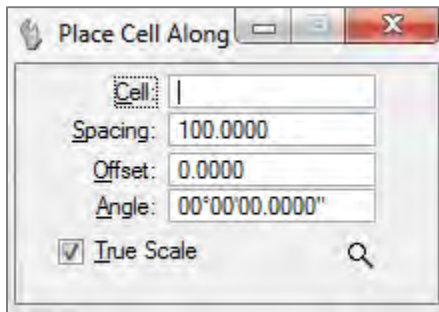 Place Cell Along
Cell:
Spacing: 100.0000
Offset: 0.0000
Angle: 00°00'00.0000"
True Scale